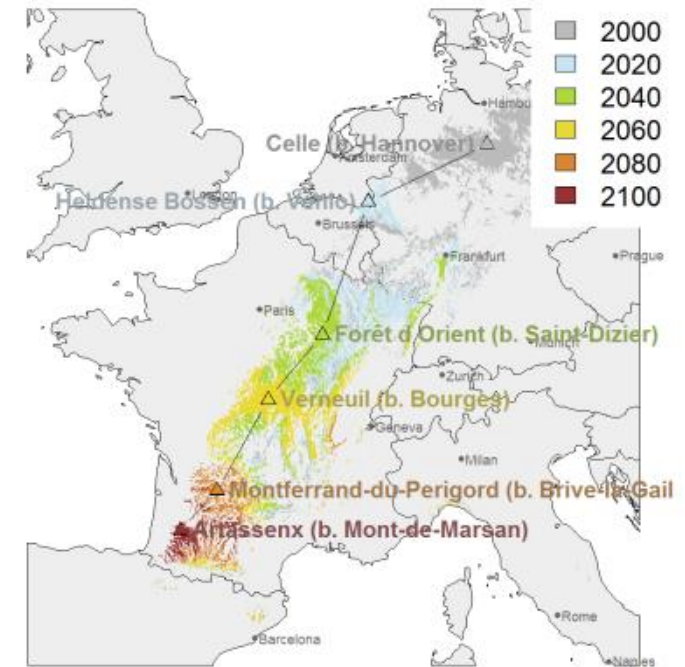 2000
2020
2040
2060
2080
2100
Hambu
Celle (b. Hannover)
Amsterdam
London
Heldense Bossen (b. Venlo)
Brussels
Frankfurt
Prague
Paris
Forêt d Orient (b. Saint-Dizier)
Munich
Zurich
Verneuil (b. Bourges)
Geneva
Milan
Montferrand-du-Perigord (b. Brive-la-Gail
Artassenx (b. Mont-de-Marsan)
Rome
Barcelona
Naples